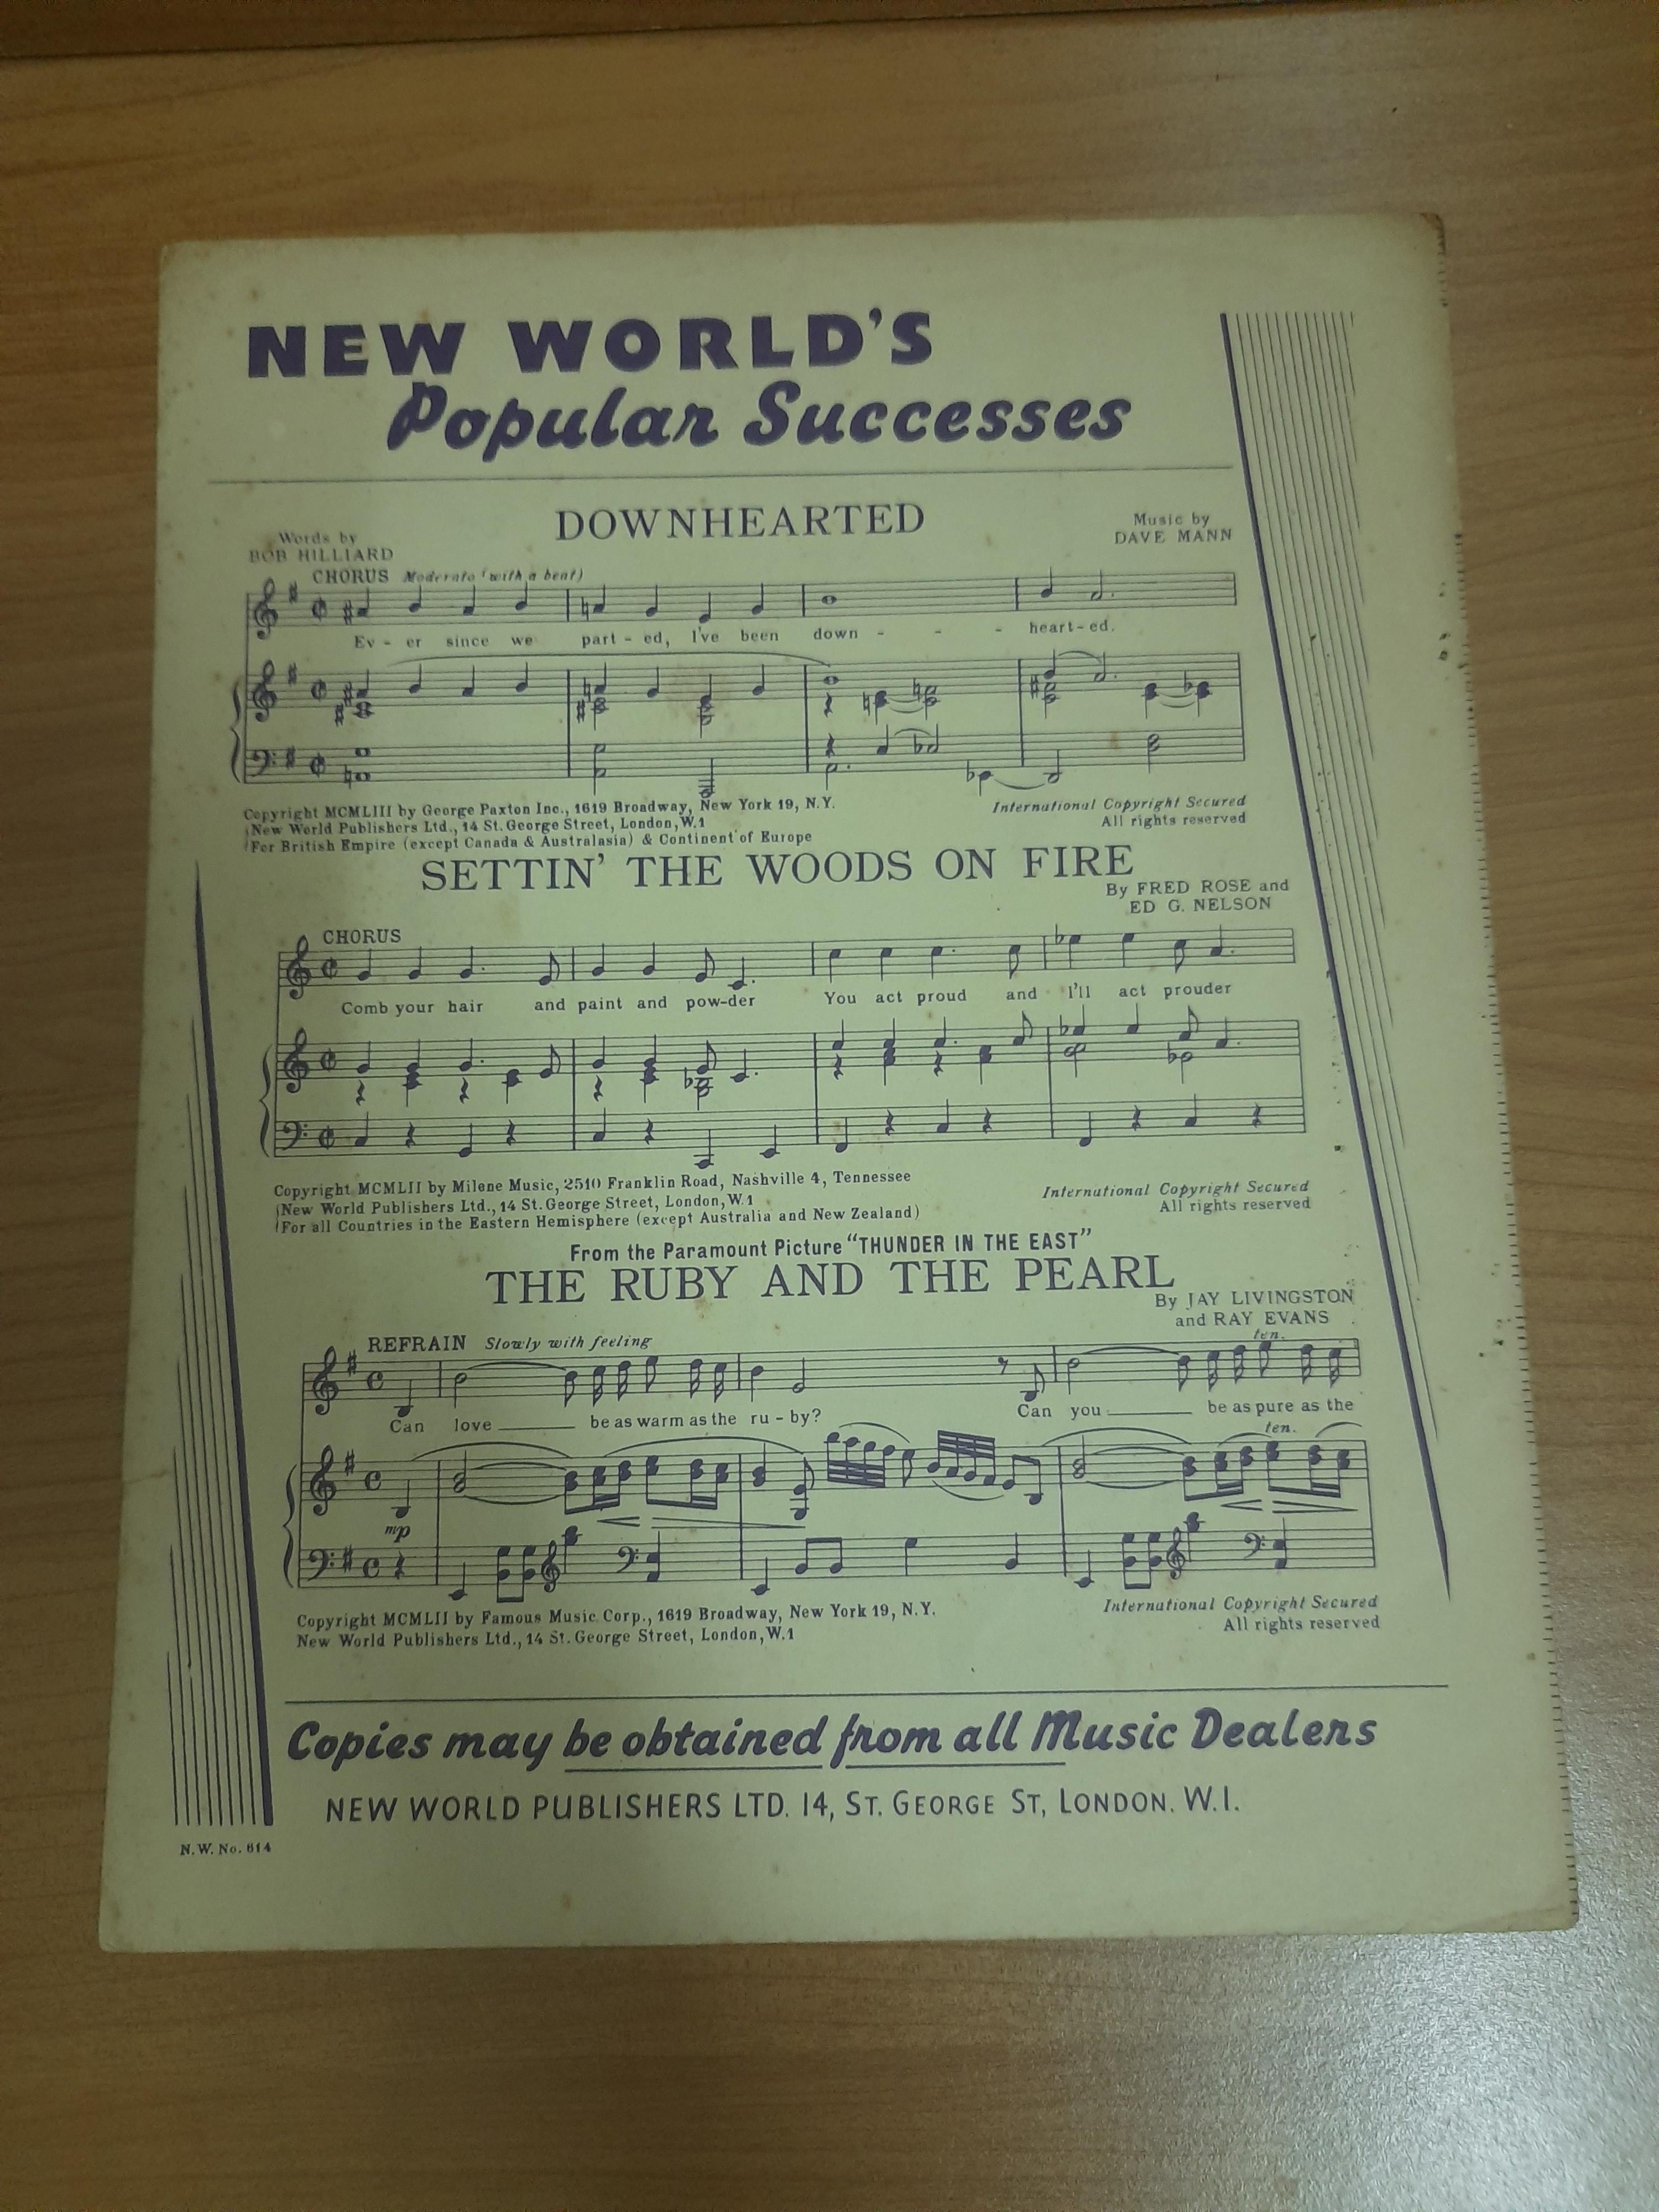 NEW WORLD'S
Popular Successes
DOWNHEARTED
Words by
BOB HILLIARD
Music by
DAVE MANN
CHORUS Moderato (with a beat)
Ev - er since we part - ed, I've been down - - - heart - ed.
Copyright MCMLIII by George Paxton Inc., 1619 Broadway, New York 19, N.Y.
New World Publishers Ltd., 14 St. George Street, London, W.1
For British Empire (except Canada & Australasia) & Continent of Europe
International Copyright Secured
All rights reserved
SETTIN' THE WOODS ON FIRE
By FRED ROSE and
ED G. NELSON
CHORUS
Comb your hair and paint and pow-der You act proud and I'll act prouder
Copyright MCMLII by Milene Music, 2510 Franklin Road, Nashville 4, Tennessee
New World Publishers Ltd., 14 St. George Street, London, W.1
For all Countries in the Eastern Hemisphere (except Australia and New Zealand)
International Copyright Secured
All rights reserved
From the Paramount Picture "THUNDER IN THE EAST"
THE RUBY AND THE PEARL
By JAY LIVINGSTON
and RAY EVANS
REFRAIN Slowly with feeling
ten.
Can love be as warm as the ru - by? Can you be as pure as the
ten.
mp
Copyright MCMLII by Famous Music Corp., 1619 Broadway, New York 19, N.Y.
New World Publishers Ltd., 14 St. George Street, London, W.1
International Copyright Secured
All rights reserved
Copies may be obtained from all Music Dealers
NEW WORLD PUBLISHERS LTD. 14, ST. GEORGE ST, LONDON. W.1.
N.W. No. 614